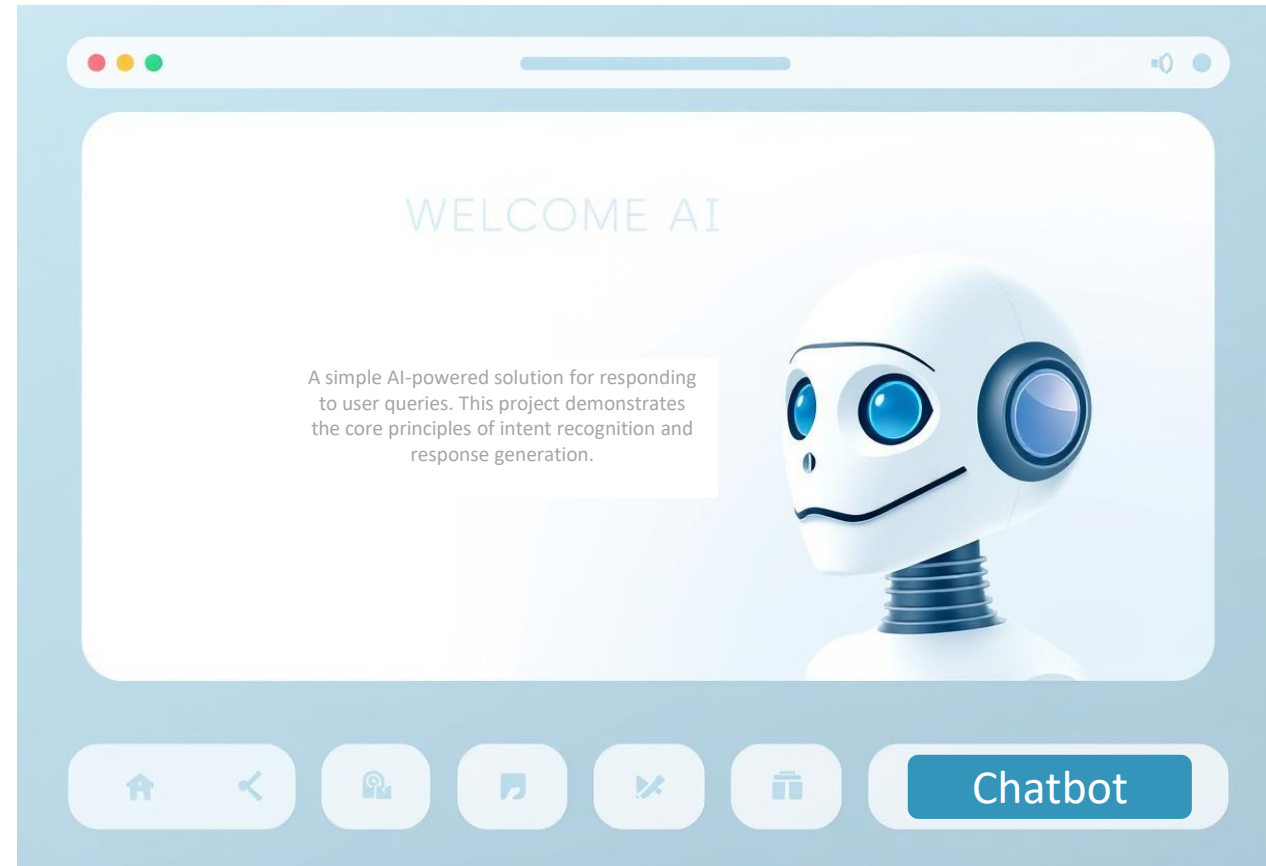 WELCOME AI
A simple AI-powered solution for responding
to user queries. This project demonstrates
the core principles of intent recognition and
response generation.
Chatbot